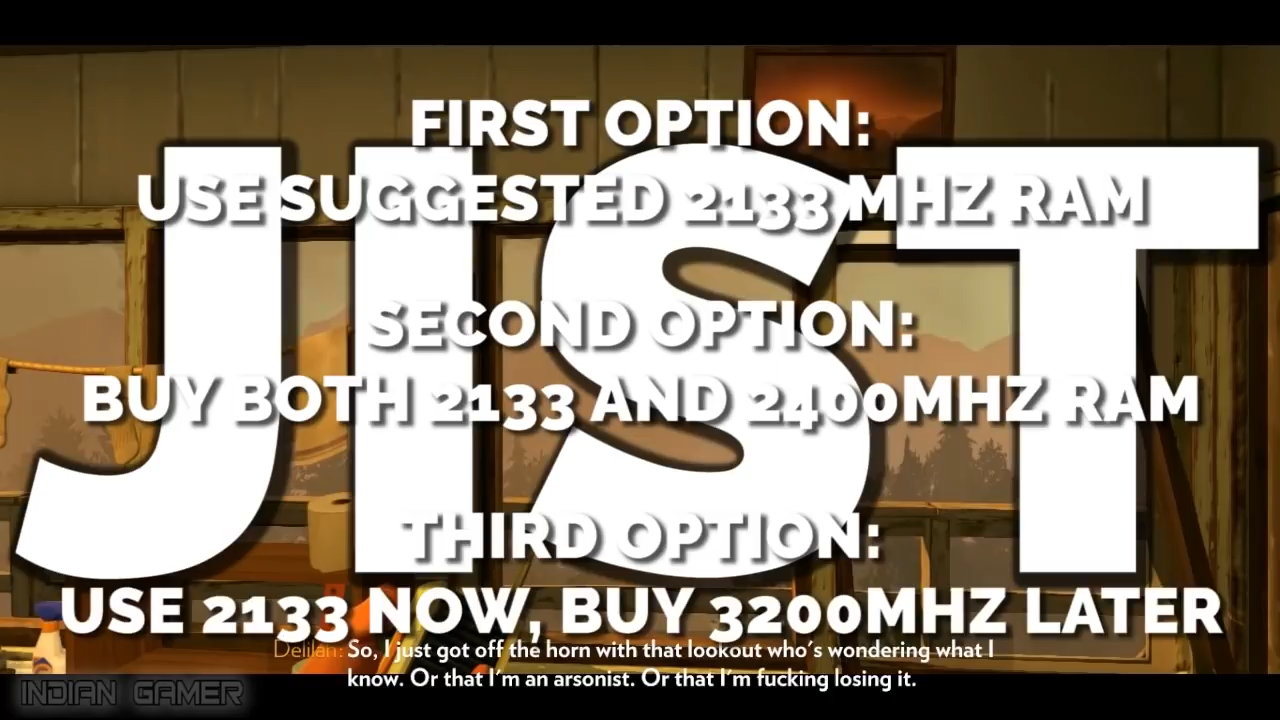 FIRST OPTION:
USE SUGGESTED 2133 MHZ RAM
JIST
SECOND OPTION:
BUY BOTH 2133 AND 2400MHZ RAM
THIRD OPTION:
USE 2133 NOW, BUY 3200MHZ LATER
Delilah: So, I just got off the horn with that lookout who's wondering what I
know. Or that I'm an arsonist. Or that I'm fucking losing it.
INDIAN GAMER